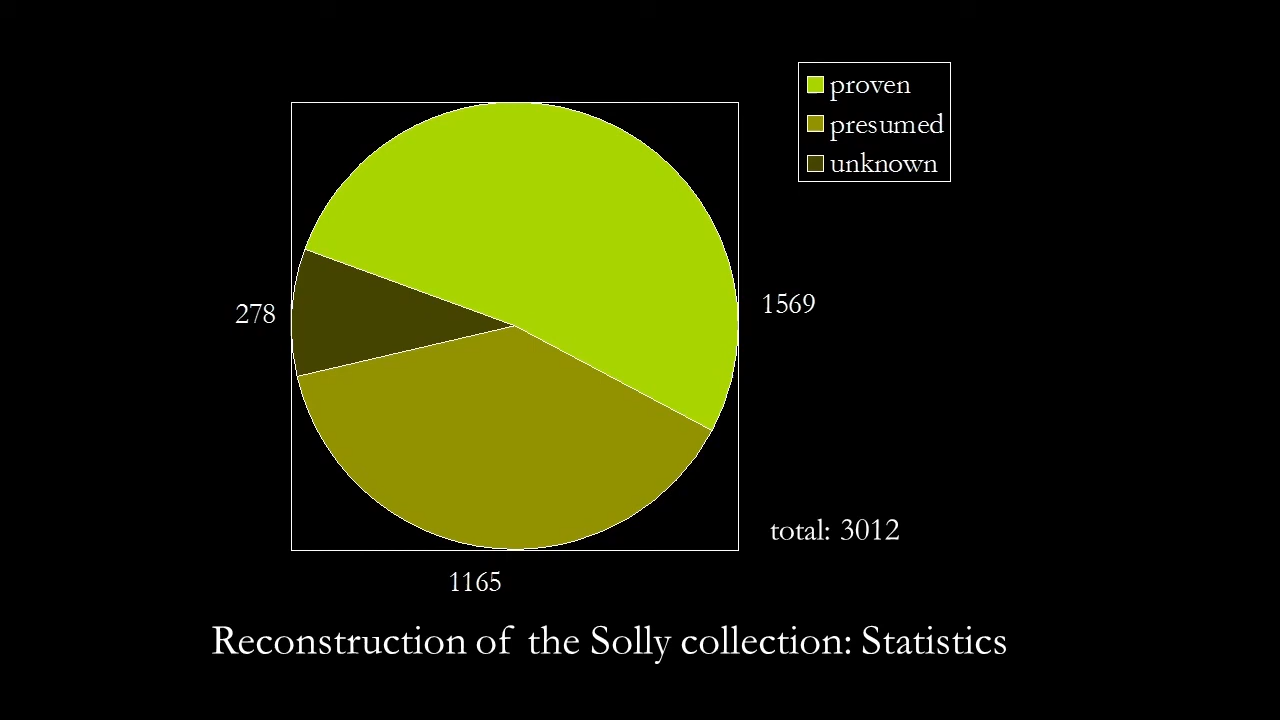 proven
presumed
unknown
278
1569
total: 3012
1165
Reconstruction of the Solly collection: Statistics